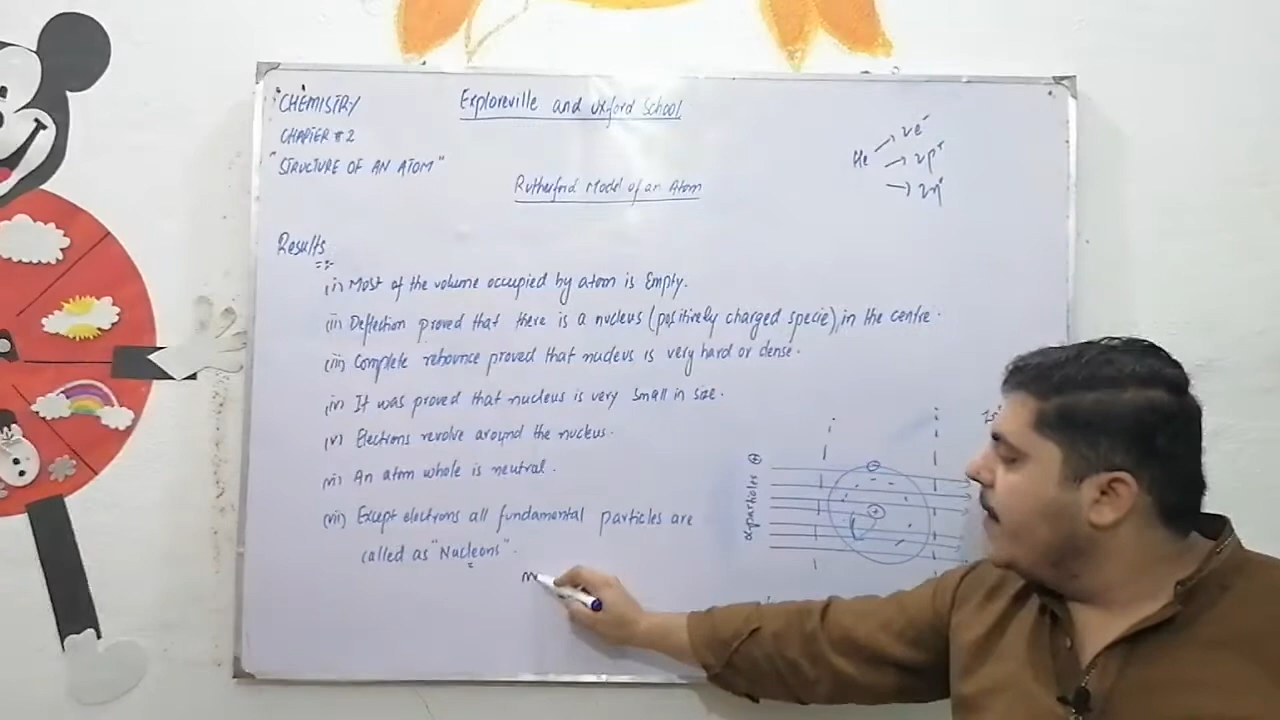 CHEMISTRY
CHAPTER # 2
"STRUCTURE OF AN ATOM"
Exploreville and Oxford School
Rutherford Model of an Atom
He → 2e⁻
→ 2p⁺
→ 2n⁰
Results
(i) Most of the volume occupied by atom is Empty.
(ii) Deflection proved that there is a nucleus (positively charged specie), in the centre.
(iii) Complete rebounce proved that nucleus is very hard or dense.
(iv) It was proved that nucleus is very small in size.
(v) Electrons revolve around the nucleus.
(vi) An atom whole is neutral.
(vii) Except electrons all fundamental particles are
called as "Nucleons".
α-particles ⊕
⊖
+